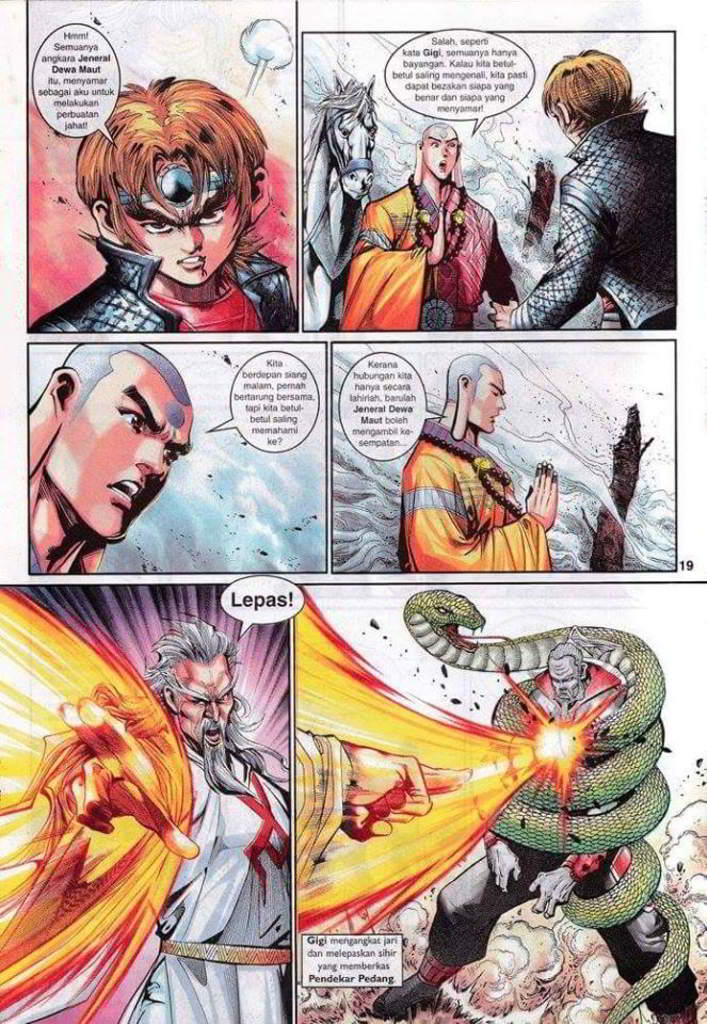 Hmm!
Semuanya
angkara Jeneral
Dewa Maut
itu, menyamar
sebagai aku untuk
melakukan
perbuatan
jahat!
Salah, seperti
kata Gigi, semuanya hanya
bayangan. Kalau kita betul-
betul saling mengenali, kita pasti
dapat bezakan siapa yang
benar dan siapa yang
menyamar!
Kita
berdepan siang
malam, pernah
bertarung bersama,
tapi kita betul-
betul saling
memahami
ke?
Kerana
hubungan kita
hanya secara
lahiriah, barulah
Jeneral Dewa
Maut boleh
mengambil ke-
sempatan...
19
Lepas!
Gigi mengangkat jari
dan melepaskan sihir
yang memberkas
Pendekar Pedang.